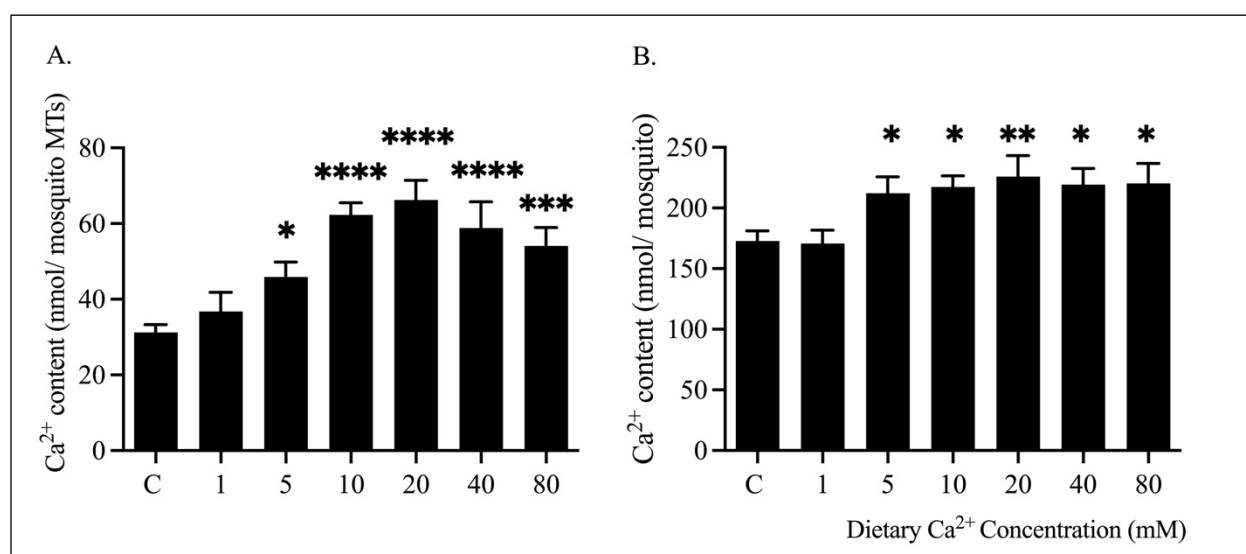 A.
Ca²⁺ content (nmol/ mosquito MTs)
80
60
40
20
0
*
****
****
****
***
C 1 5 10 20 40 80
B.
Ca²⁺ content (nmol/ mosquito)
250
200
150
100
50
0
* * ** * *
C 1 5 10 20 40 80
Dietary Ca²⁺ Concentration (mM)